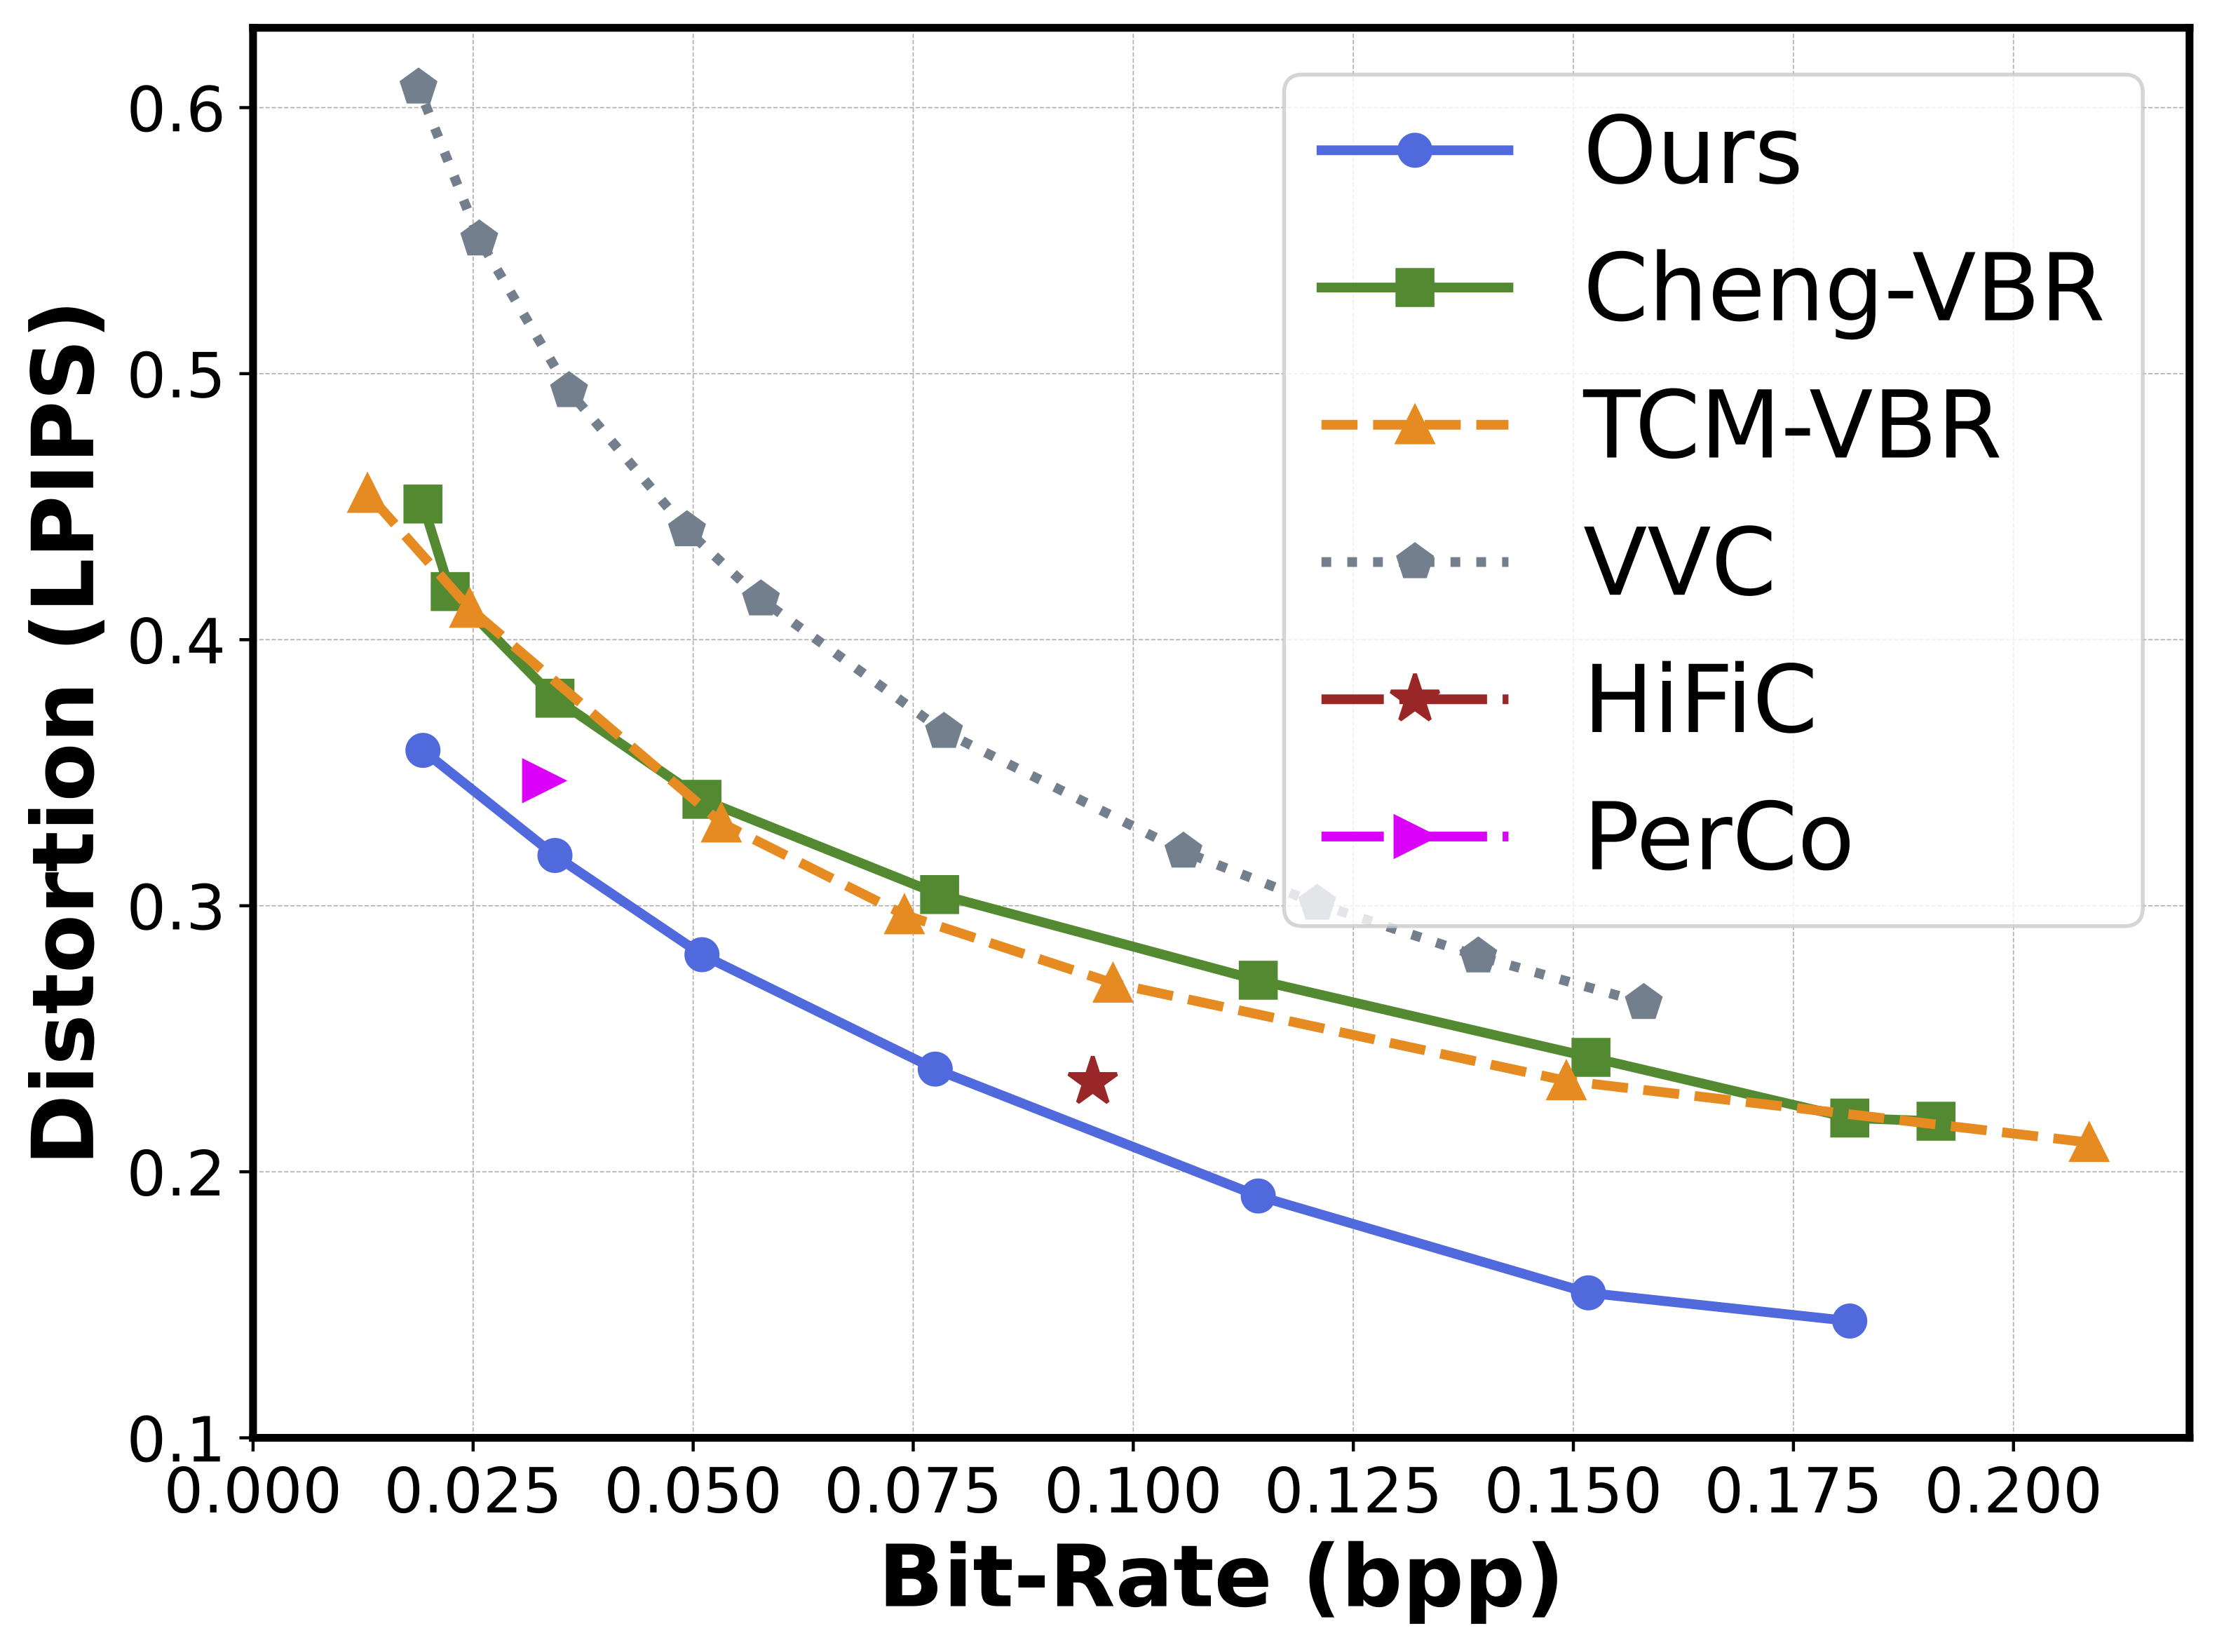 Distortion (LPIPS)
0.6
0.5
0.4
0.3
0.2
0.1
Ours
Cheng-VBR
TCM-VBR
VVC
HiFiC
PerCo
0.000 0.025 0.050 0.075 0.100 0.125 0.150 0.175 0.200
Bit-Rate (bpp)